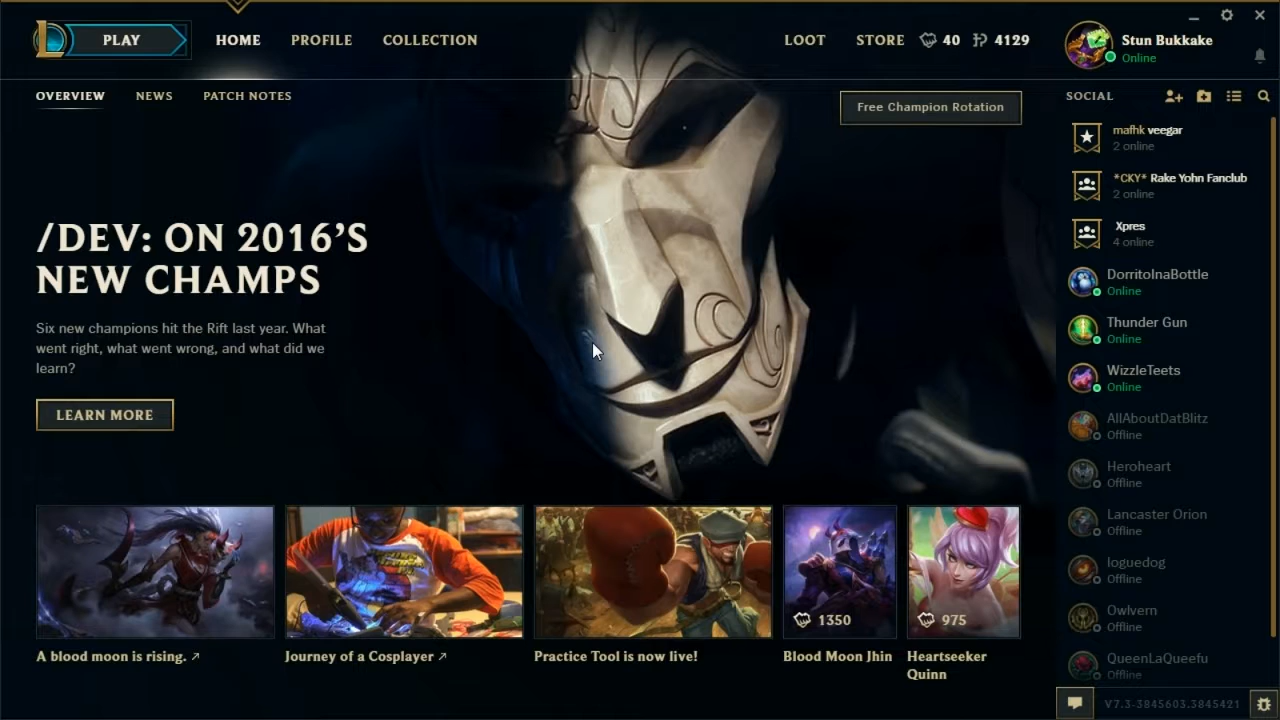 PLAY
HOME
PROFILE
COLLECTION
LOOT
STORE
40
4129
Stun Bukkake
Online
OVERVIEW
NEWS
PATCH NOTES
Free Champion Rotation
/DEV: ON 2016'S
NEW CHAMPS
Six new champions hit the Rift last year. What
went right, what went wrong, and what did we
learn?
LEARN MORE
1350
975
A blood moon is rising.
Journey of a Cosplayer
Practice Tool is now live!
Blood Moon Jhin
Heartseeker
Quinn
SOCIAL
mafhk veegar
2 online
*CKY* Rake Yohn Fanclub
2 online
Xpres
4 online
DorritoInaBottle
Online
Thunder Gun
Online
WizzleTeets
Online
AllAboutDatBlitz
Offline
Heroheart
Offline
Lancaster Orion
Offline
loguedog
Offline
Owlvern
Offline
QueenLaQueefu
Offline
V7.3-3845603.3845421